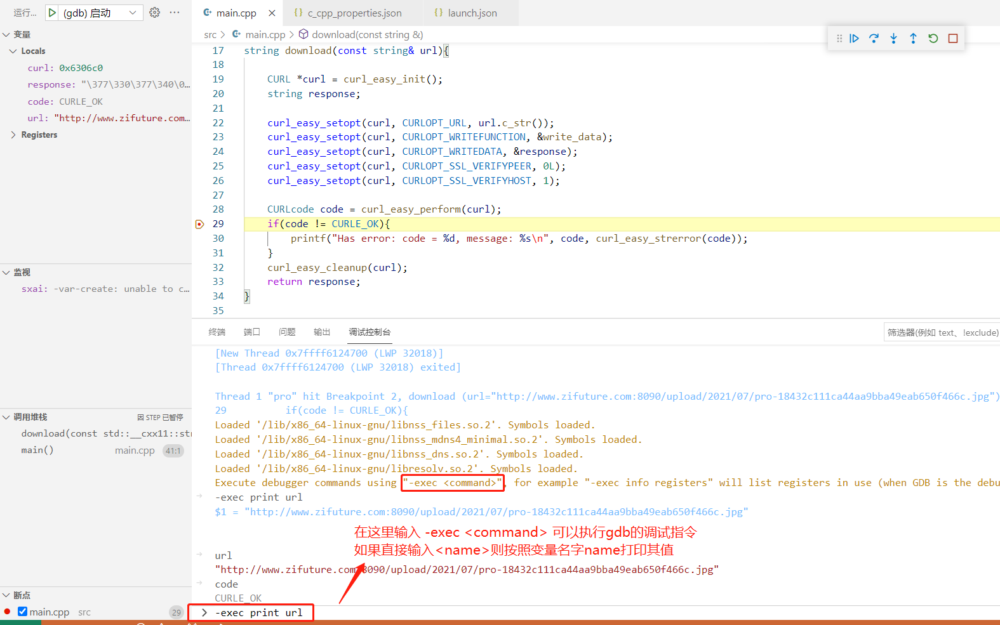 运行... (gdb) 启动 ···
main.cpp c_cpp_properties.json launch.json
src > main.cpp > download(const string &)
变量
Locals
curl: 0x6306c0
response: "\377\330\377\340\0…
code: CURLE_OK
url: "http://www.zifuture.com…
Registers
监视
sxai: -var-create: unable to c…
调用堆栈 因 STEP 已暂停
download(const std::__cxx11::str
main() main.cpp 41:1
断点
main.cpp src 29
17 string download(const string& url){
18
19 CURL *curl = curl_easy_init();
20 string response;
21
22 curl_easy_setopt(curl, CURLOPT_URL, url.c_str());
23 curl_easy_setopt(curl, CURLOPT_WRITEFUNCTION, &write_data);
24 curl_easy_setopt(curl, CURLOPT_WRITEDATA, &response);
25 curl_easy_setopt(curl, CURLOPT_SSL_VERIFYPEER, 0L);
26 curl_easy_setopt(curl, CURLOPT_SSL_VERIFYHOST, 1);
27
28 CURLcode code = curl_easy_perform(curl);
29 if(code != CURLE_OK){
30 printf("Has error: code = %d, message: %s\n", code, curl_easy_strerror(code));
31 }
32 curl_easy_cleanup(curl);
33 return response;
34 }
35
终端 端口 问题 输出 调试控制台 筛选器(例如 text、!exclude)
[New Thread 0x7ffff6124700 (LWP 32018)]
[Thread 0x7ffff6124700 (LWP 32018) exited]
Thread 1 "pro" hit Breakpoint 2, download (url="http://www.zifuture.com:8090/upload/2021/07/pro-18432c111ca44aa9bba49eab650f466c.jpg")
29 if(code != CURLE_OK){
Loaded '/lib/x86_64-linux-gnu/libnss_files.so.2'. Symbols loaded.
Loaded '/lib/x86_64-linux-gnu/libnss_mdns4_minimal.so.2'. Symbols loaded.
Loaded '/lib/x86_64-linux-gnu/libnss_dns.so.2'. Symbols loaded.
Loaded '/lib/x86_64-linux-gnu/libresolv.so.2'. Symbols loaded.
Execute debugger commands using "-exec <command>", for example "-exec info registers" will list registers in use (when GDB is the debu
-exec print url
$1 = "http://www.zifuture.com:8090/upload/2021/07/pro-18432c111ca44aa9bba49eab650f466c.jpg"
在这里输入 -exec <command> 可以执行gdb的调试指令
如果直接输入<name>则按照变量名字name打印其值
url
"http://www.zifuture.com:8090/upload/2021/07/pro-18432c111ca44aa9bba49eab650f466c.jpg"
code
CURLE_OK
> -exec print url